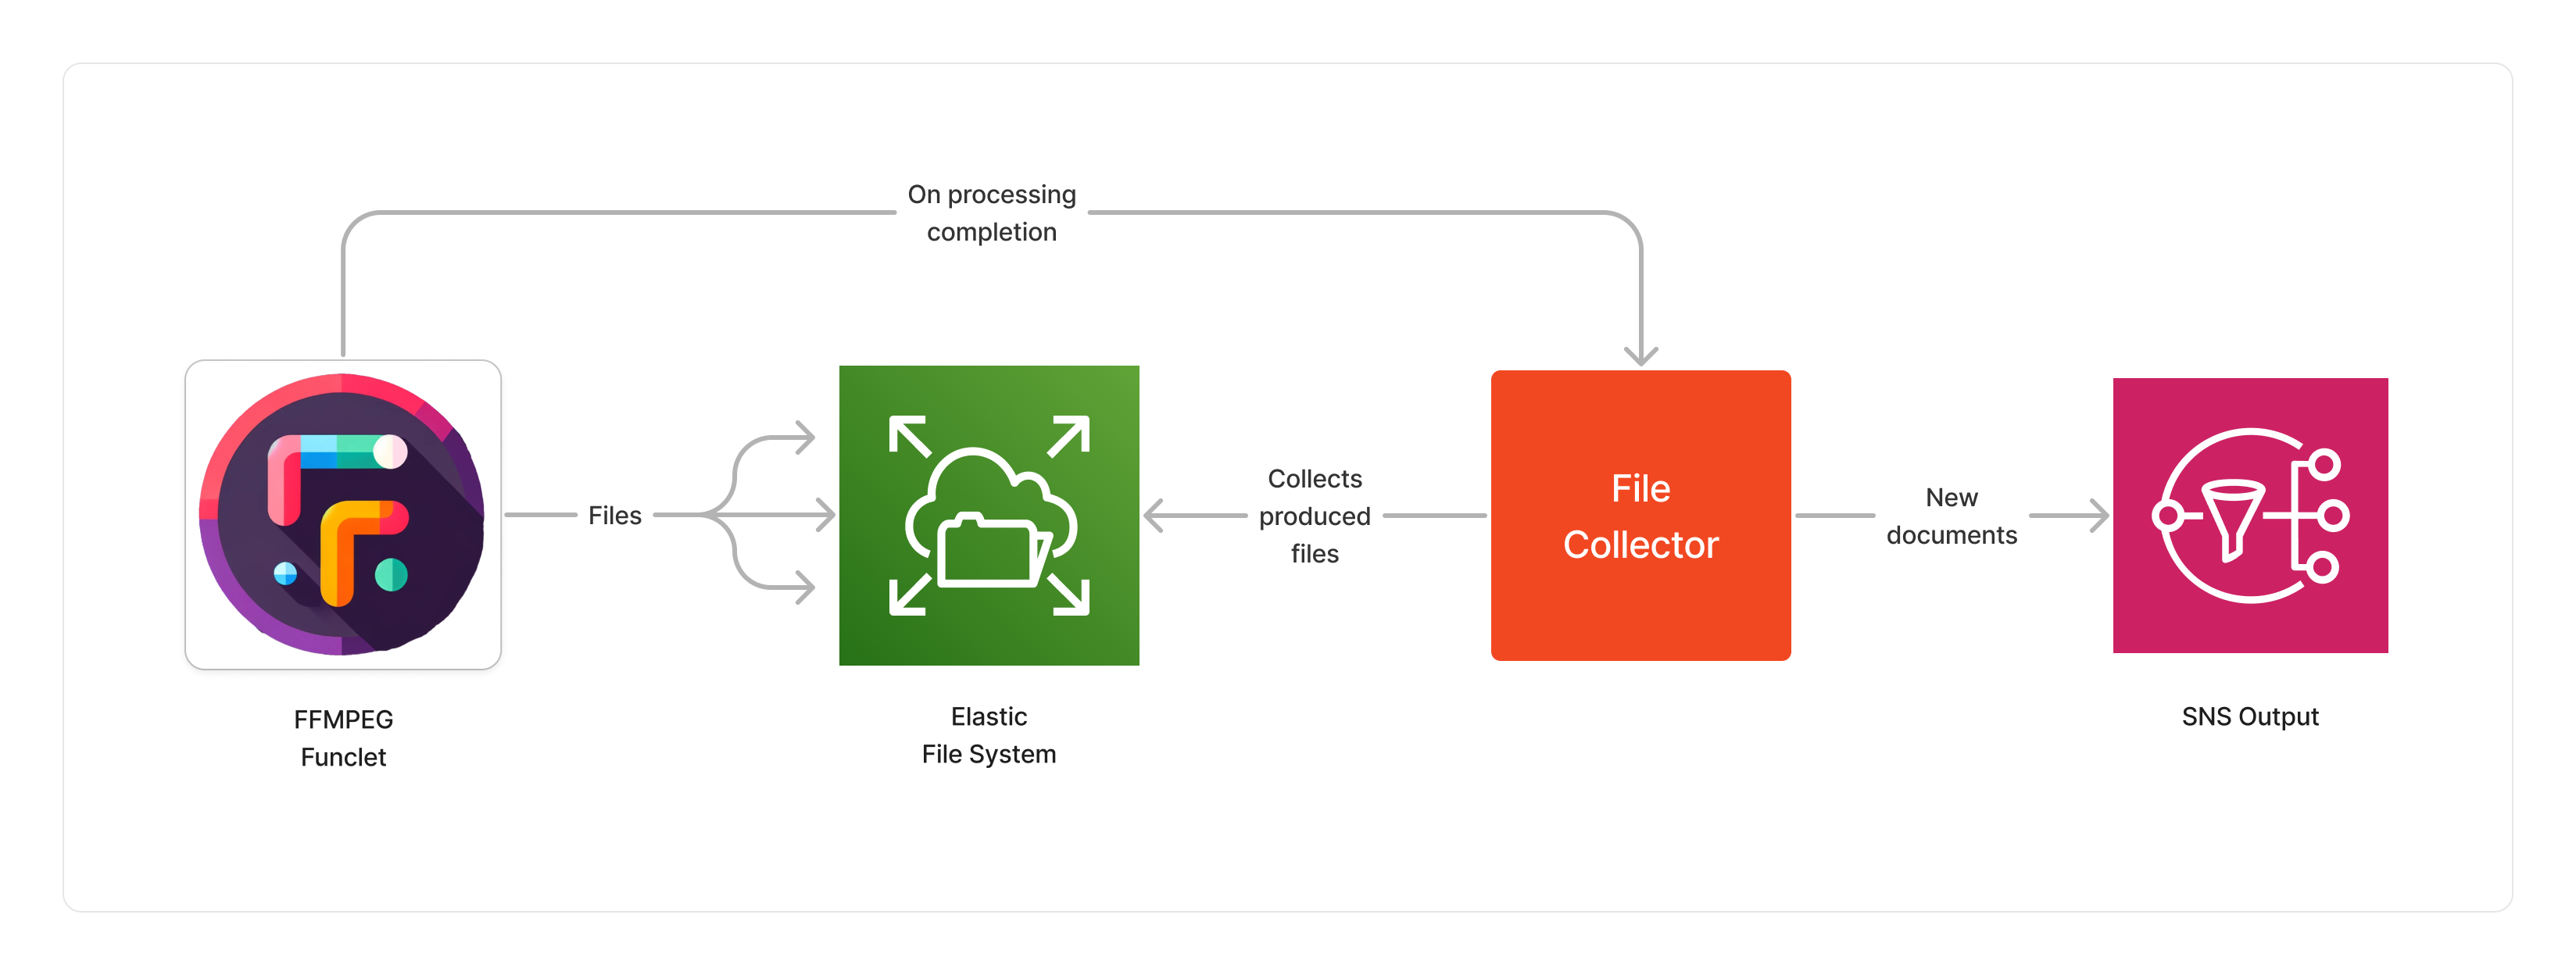 On processing
completion
Files
Collects
produced
files
File
Collector
New
documents
FFMPEG
Funclet
Elastic
File System
SNS Output